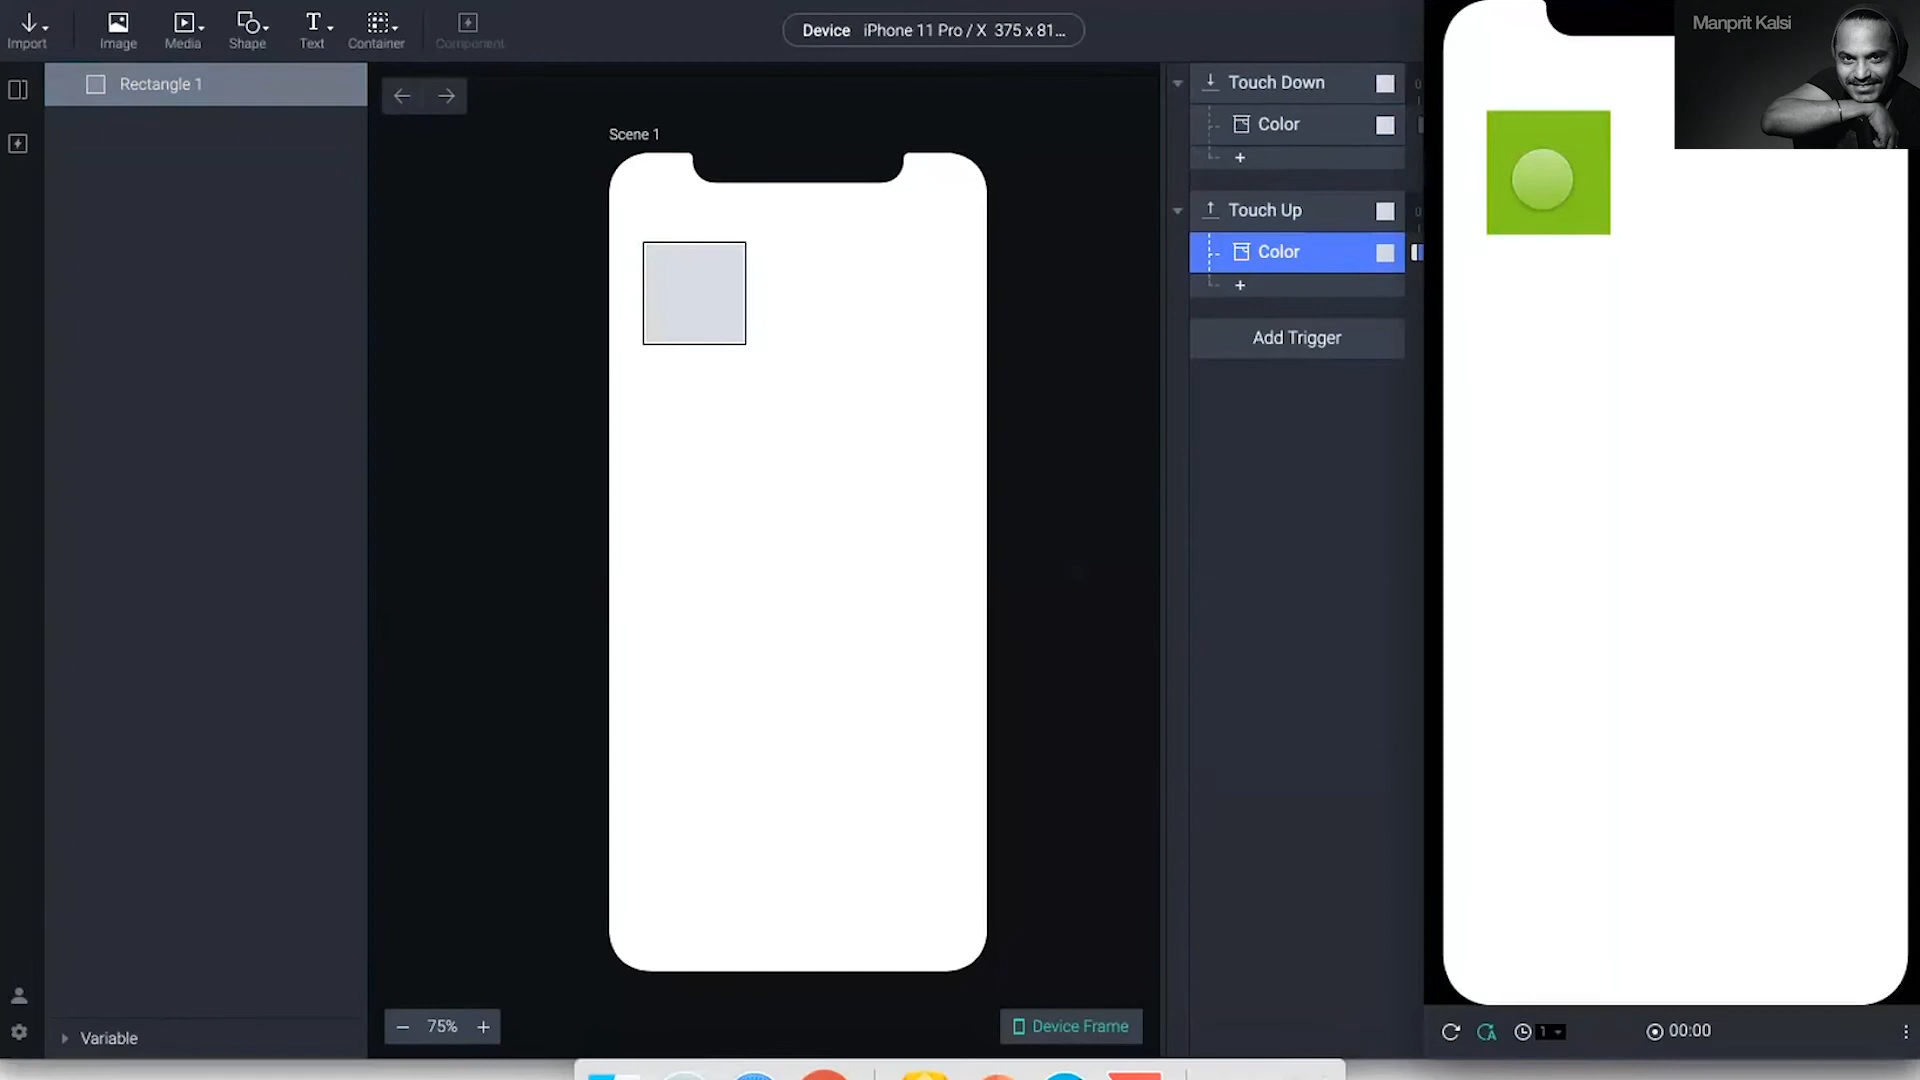 Import
Image
Media
Shape
Text
Container
Component
Device iPhone 11 Pro / X 375 x 81...
Manprit Kalsi
Rectangle 1
Scene 1
Touch Down
Color
+
Touch Up
Color
+
Add Trigger
Variable
− 75% +
Device Frame
1
00:00